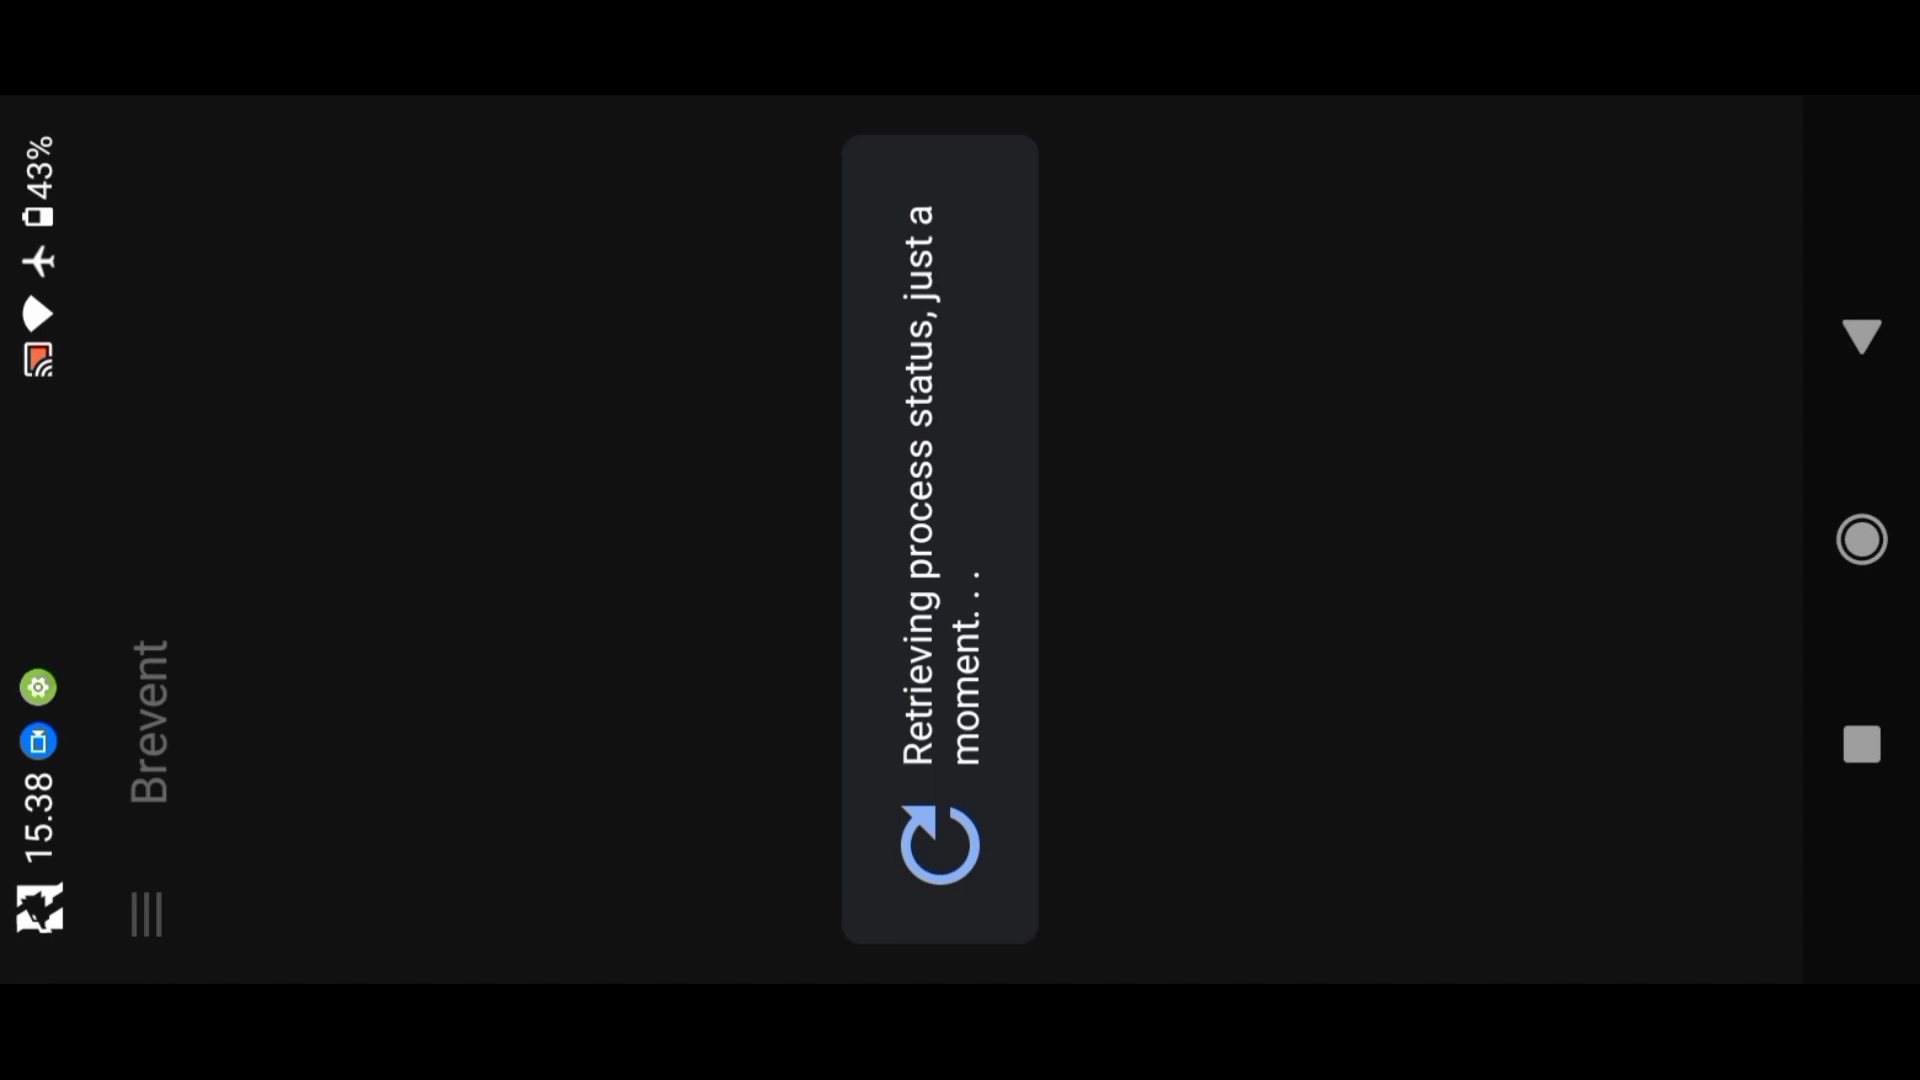 15.38
43%
Brevent
Retrieving process status, just a
moment. . .